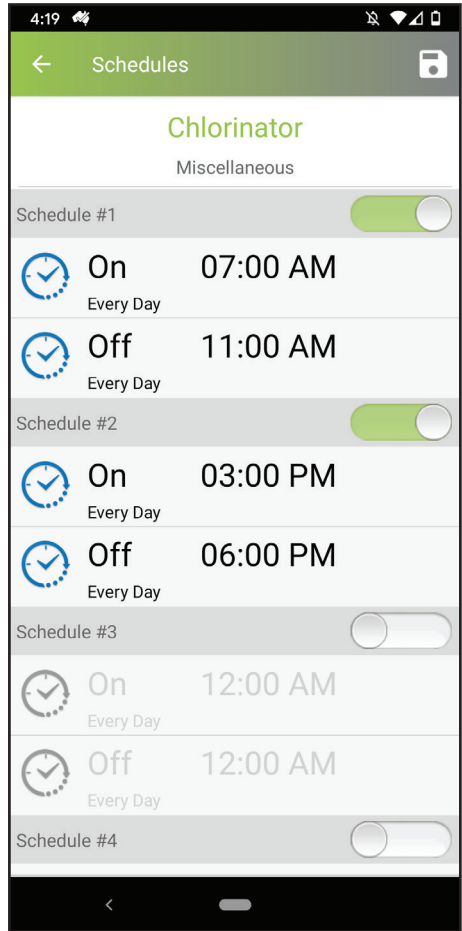 4:19
Schedules
Chlorinator
Miscellaneous
Schedule #1
On 07:00 AM
Every Day
Off 11:00 AM
Every Day
Schedule #2
On 03:00 PM
Every Day
Off 06:00 PM
Every Day
Schedule #3
On 12:00 AM
Every Day
Off 12:00 AM
Every Day
Schedule #4